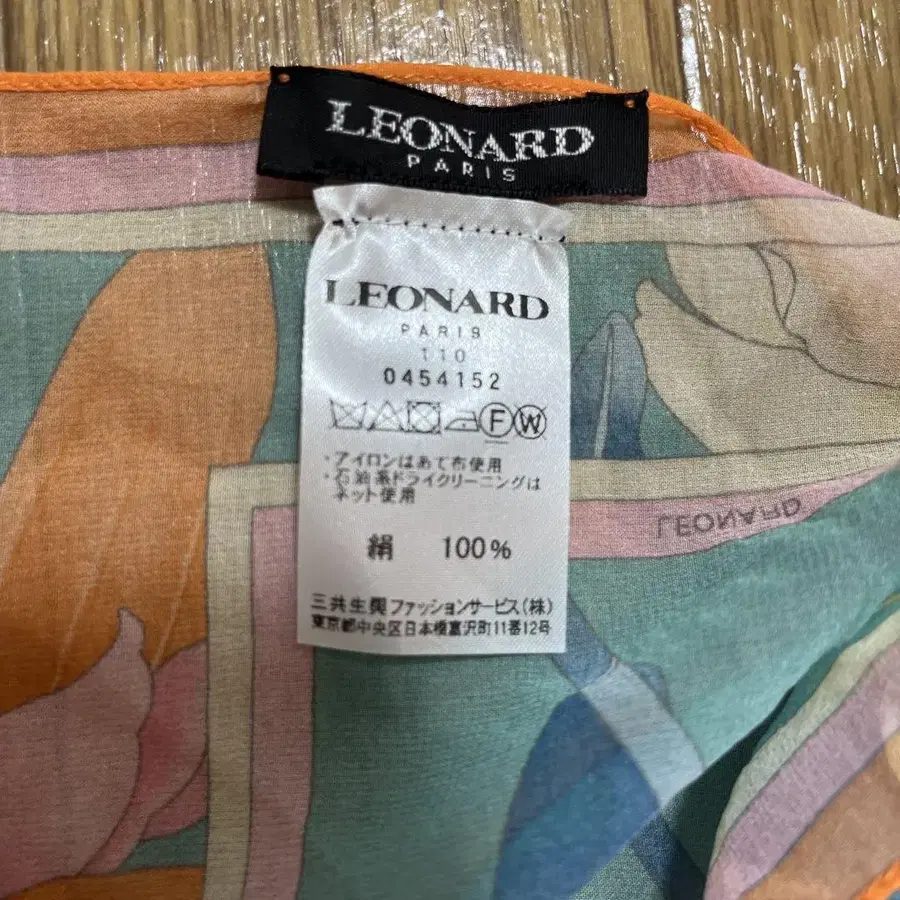 LEONARD
PARIS
LEONARD
PARIS
110
0454152
F W
・アイロンはあて布使用
・石油系ドライクリーニングは
ネット使用
絹 100%
三共生興ファッションサービス(株)
東京都中央区日本橋富沢町11番12号
LEONARD
LEONARD